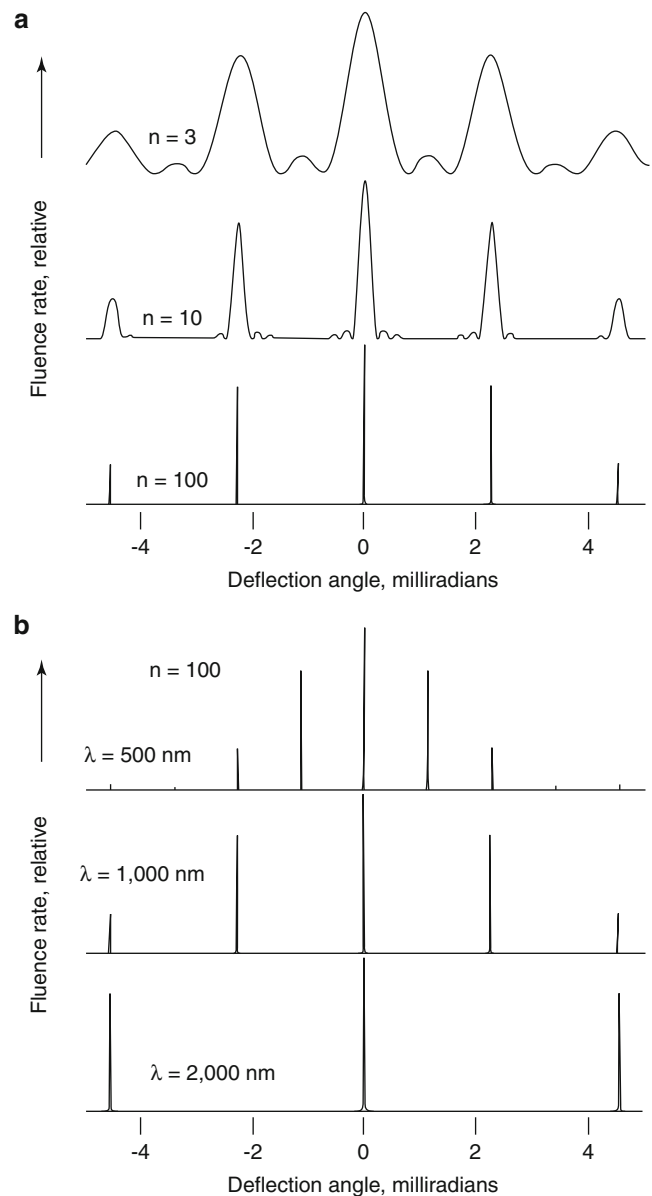 a
n = 3
n = 10
n = 100
Fluence rate, relative
-4 -2 0 2 4
Deflection angle, milliradians
b
n = 100
λ = 500 nm
λ = 1,000 nm
λ = 2,000 nm
Fluence rate, relative
-4 -2 0 2 4
Deflection angle, milliradians